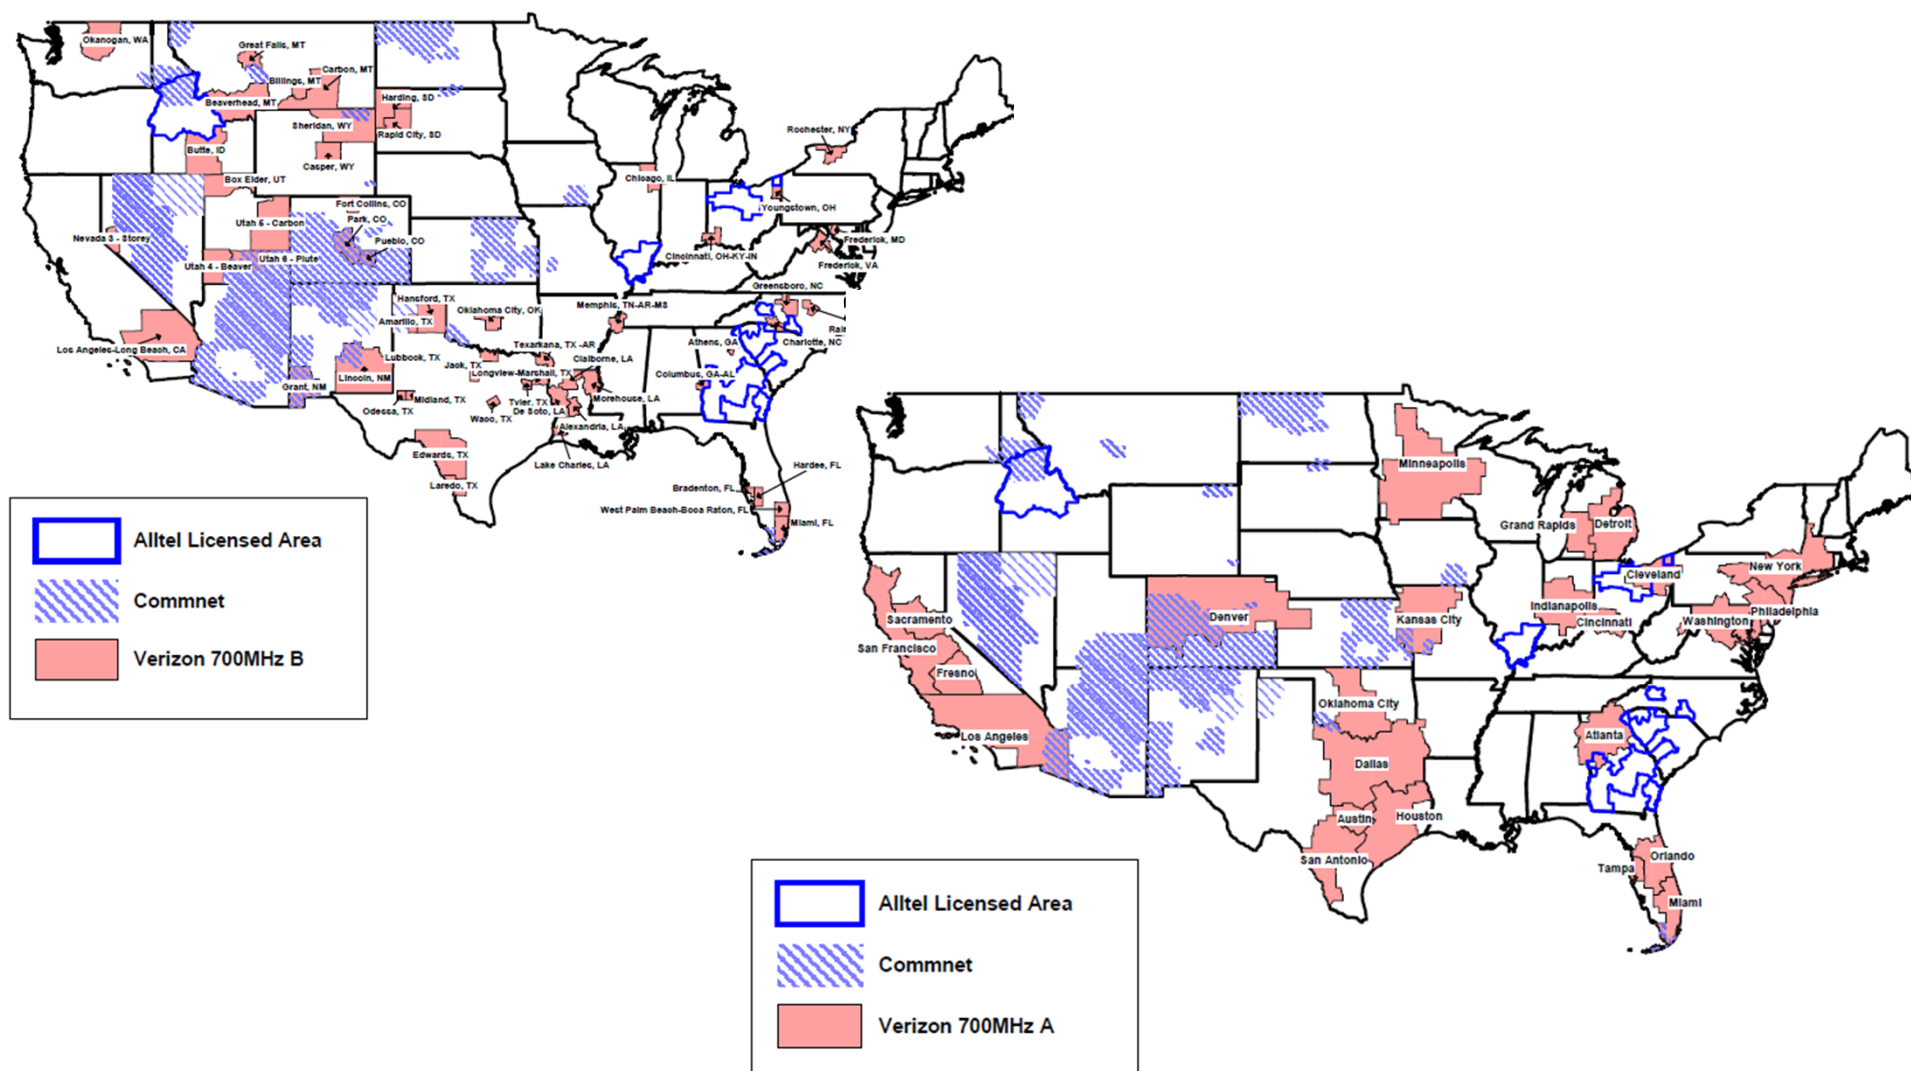 Okanogan, WA
Great Falls, MT
Carbon, MT
Billings, MT
Beaverhead, MT
Harding, SD
Sheridan, WY
Rapid City, SD
Rochester, NY
Butte, ID
Casper, WY
Box Elder, UT
Chicago, IL
Fort Collins, CO
Youngstown, OH
Utah 5 - Carbon
Park, CO
Nevada 3 - Storey
Pueblo, CO
Frederick, MD
Utah 6 - Piute
Cincinnati, OH-KY-IN
Utah 4 - Beaver
Frederick, VA
Greensboro, NC
Hansford, TX
Memphis, TN-AR-MS
Oklahoma City, OK
Amarillo, TX
Ral
Los Angeles-Long Beach, CA
Texarkana, TX -AR
Athens, GA
Charlotte, NC
Lubbock, TX
Claiborne, LA
Jack, TX
Longview-Marshall, TX
Columbus, GA-AL
Lincoln, NM
Grant, NM
Midland, TX
Tyler, TX
Morehouse, LA
Odessa, TX
De Soto, LA
Waco, TX
Alexandria, LA
Edwards, TX
Lake Charles, LA
Hardee, FL
Laredo, TX
Bradenton, FL
West Palm Beach-Boca Raton, FL
Miami, FL
Alltel Licensed Area
Commnet
Verizon 700MHz B
Minneapolis
Grand Rapids
Detroit
New York
Cleveland
Indianapolis
Philadelphia
Denver
Kansas City
Cincinnati
Washington
Sacramento
San Francisco
Fresno
Oklahoma City
Los Angeles
Atlanta
Dallas
Austin
Houston
San Antonio
Orlando
Tampa
Miami
Alltel Licensed Area
Commnet
Verizon 700MHz A